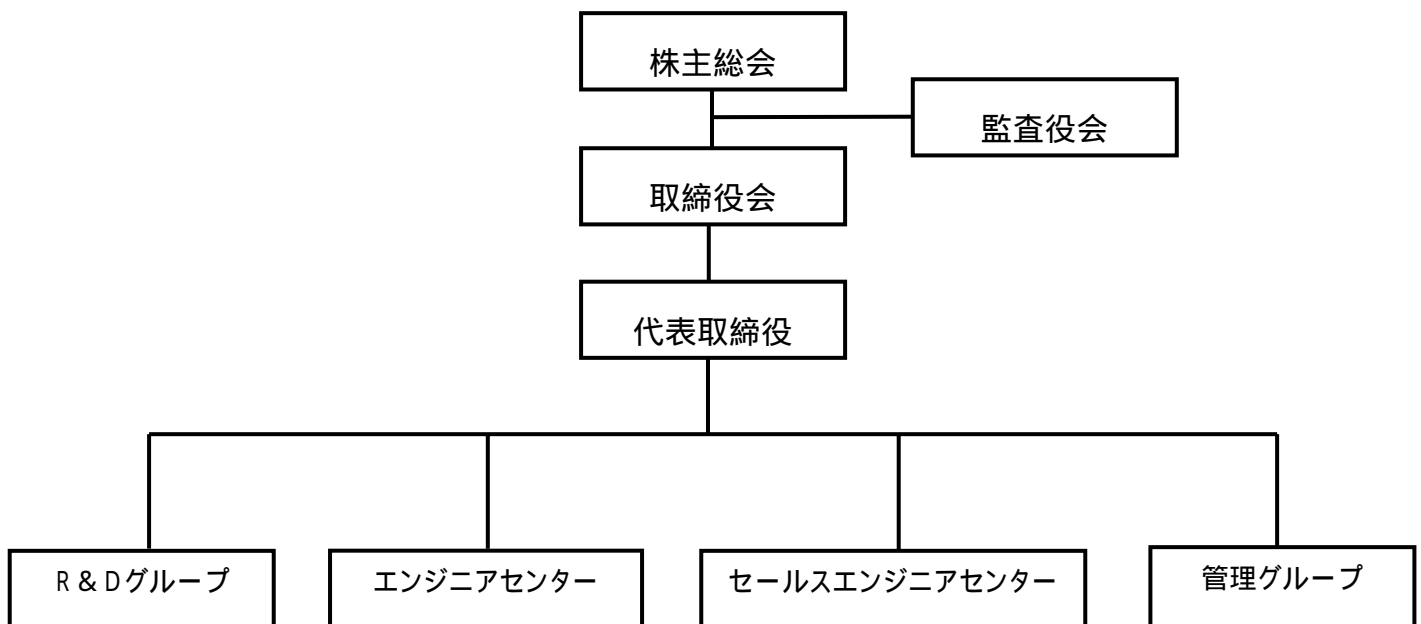 株主総会
監査役会
取締役会
代表取締役
R&Dグループ
エンジニアセンター
セールスエンジニアセンター
管理グループ